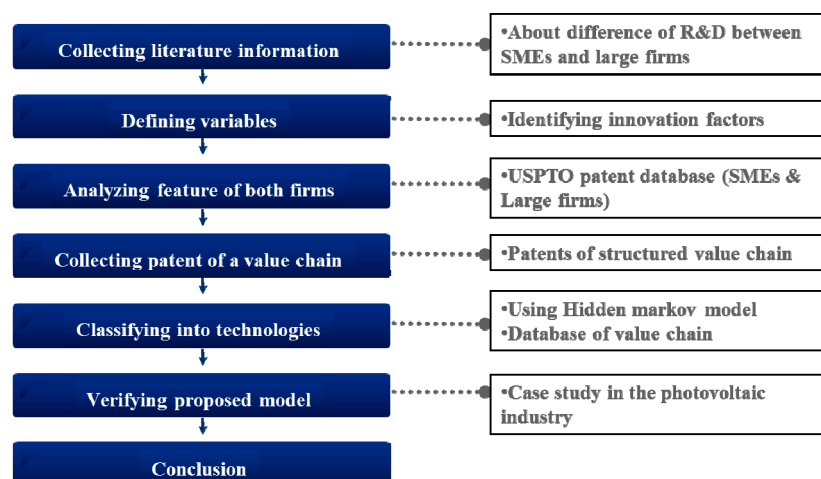 Collecting literature information
•About difference of R&D between
SMEs and large firms
Defining variables
•Identifying innovation factors
Analyzing feature of both firms
•USPTO patent database (SMEs &
Large firms)
Collecting patent of a value chain
•Patents of structured value chain
Classifying into technologies
•Using Hidden markov model
•Database of value chain
Verifying proposed model
•Case study in the photovoltaic
industry
Conclusion